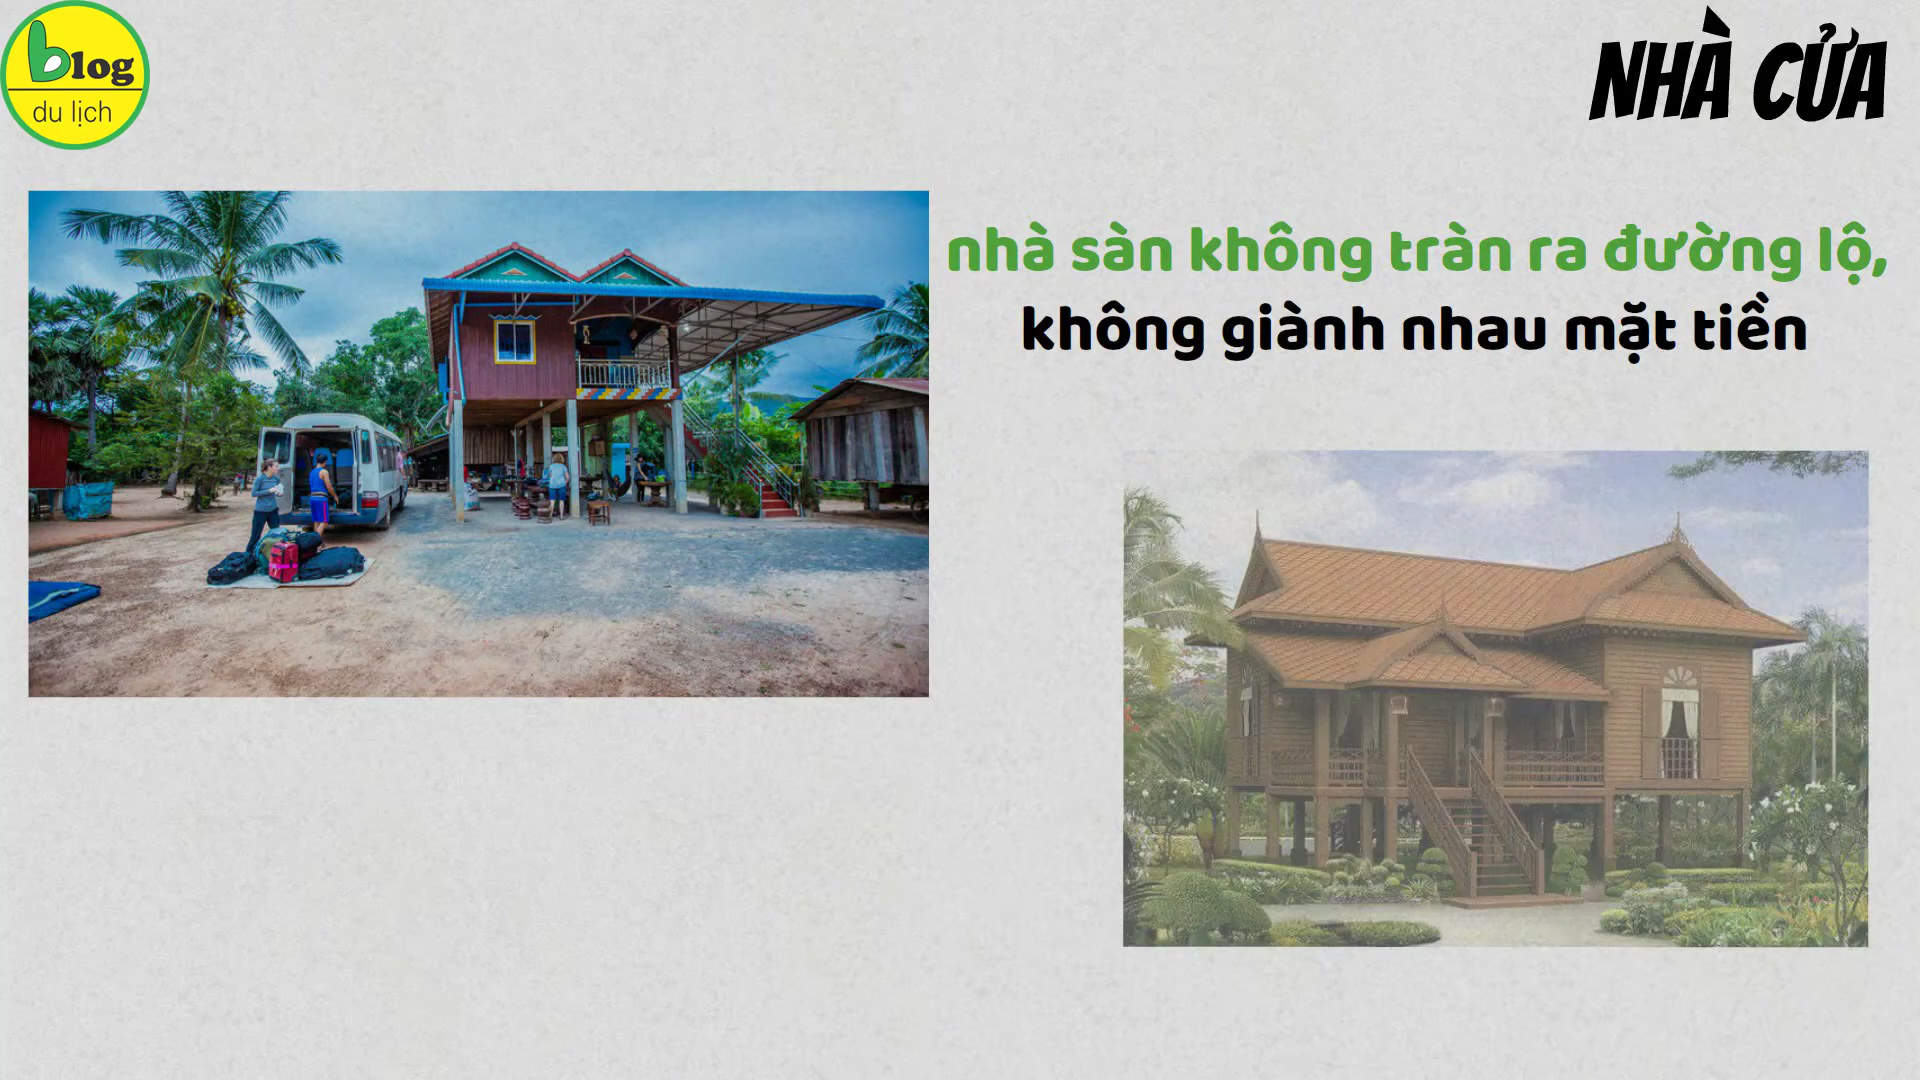 blog
du lịch
NHÀ CỬA
nhà sàn không tràn ra đường lộ,
không giành nhau mặt tiền